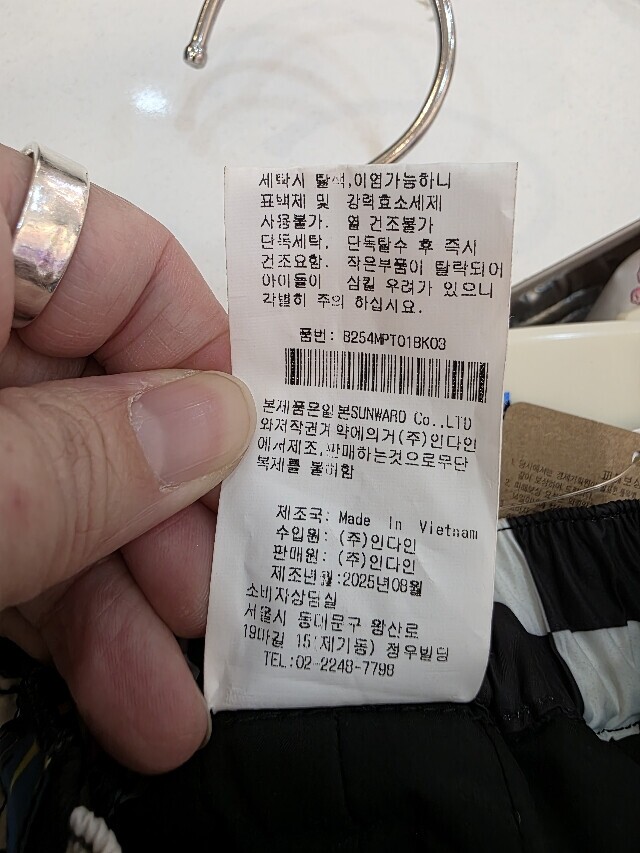 세탁시 탈색,이염가능하니
표백제 및 강력효소세제
사용불가. 열 건조불가
단독세탁, 단독탈수 후 즉시
건조요함. 작은부품이 탈락되어
아이들이 삼킬 우려가 있으니
각별히 주의 하십시요.
품번: B254MPT01BK03
본제품은일본SUNWARD Co.,LTD
와저작권계약에의거(주)인다인
에서제조,판매하는것으로무단
복제를 불허함
제조국: Made In Vietnam
수입원: (주)인다인
판매원: (주)인다인
제조년월:2025년08월
소비자상담실
서울시 동대문구 왕산로
19마길 15(제기동) 정우빌딩
TEL:02-2248-7798